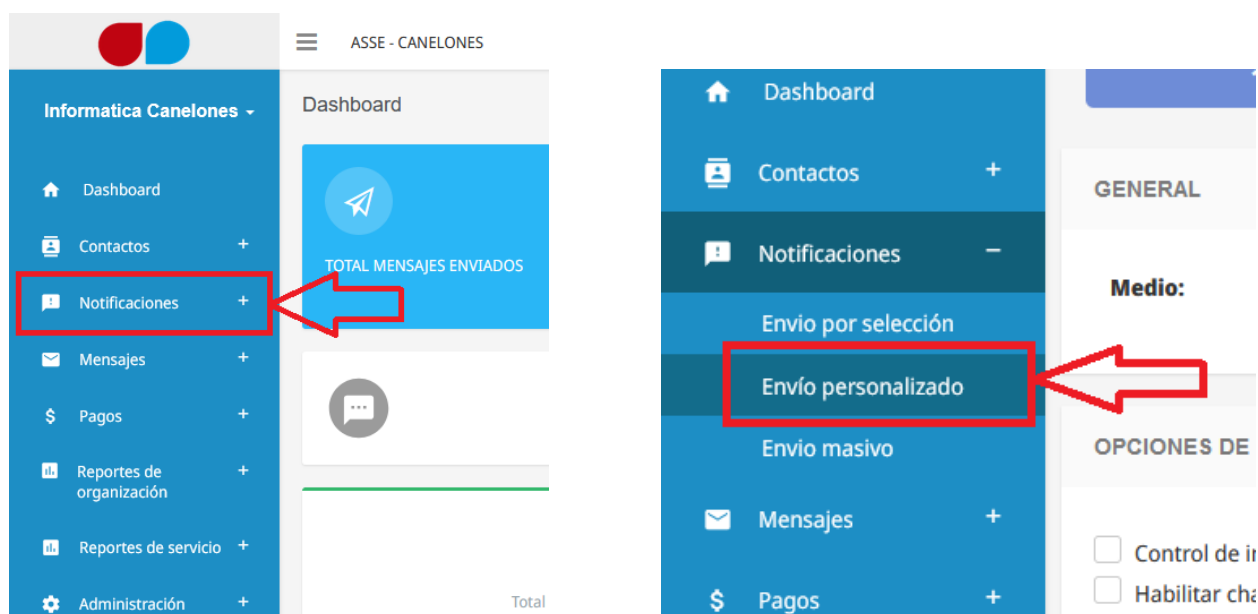 ASSE - CANELONES
Informatica Canelones
Dashboard
Contactos +
Notificaciones +
Mensajes +
$ Pagos +
Reportes de +
organización
Reportes de servicio +
Administración +
Dashboard
TOTAL MENSAJES ENVIADOS
Total
Dashboard
Contactos +
Notificaciones −
Envio por selección
Envío personalizado
Envio masivo
Mensajes +
$ Pagos +
GENERAL
Medio:
OPCIONES DE
Control de
Habilitar